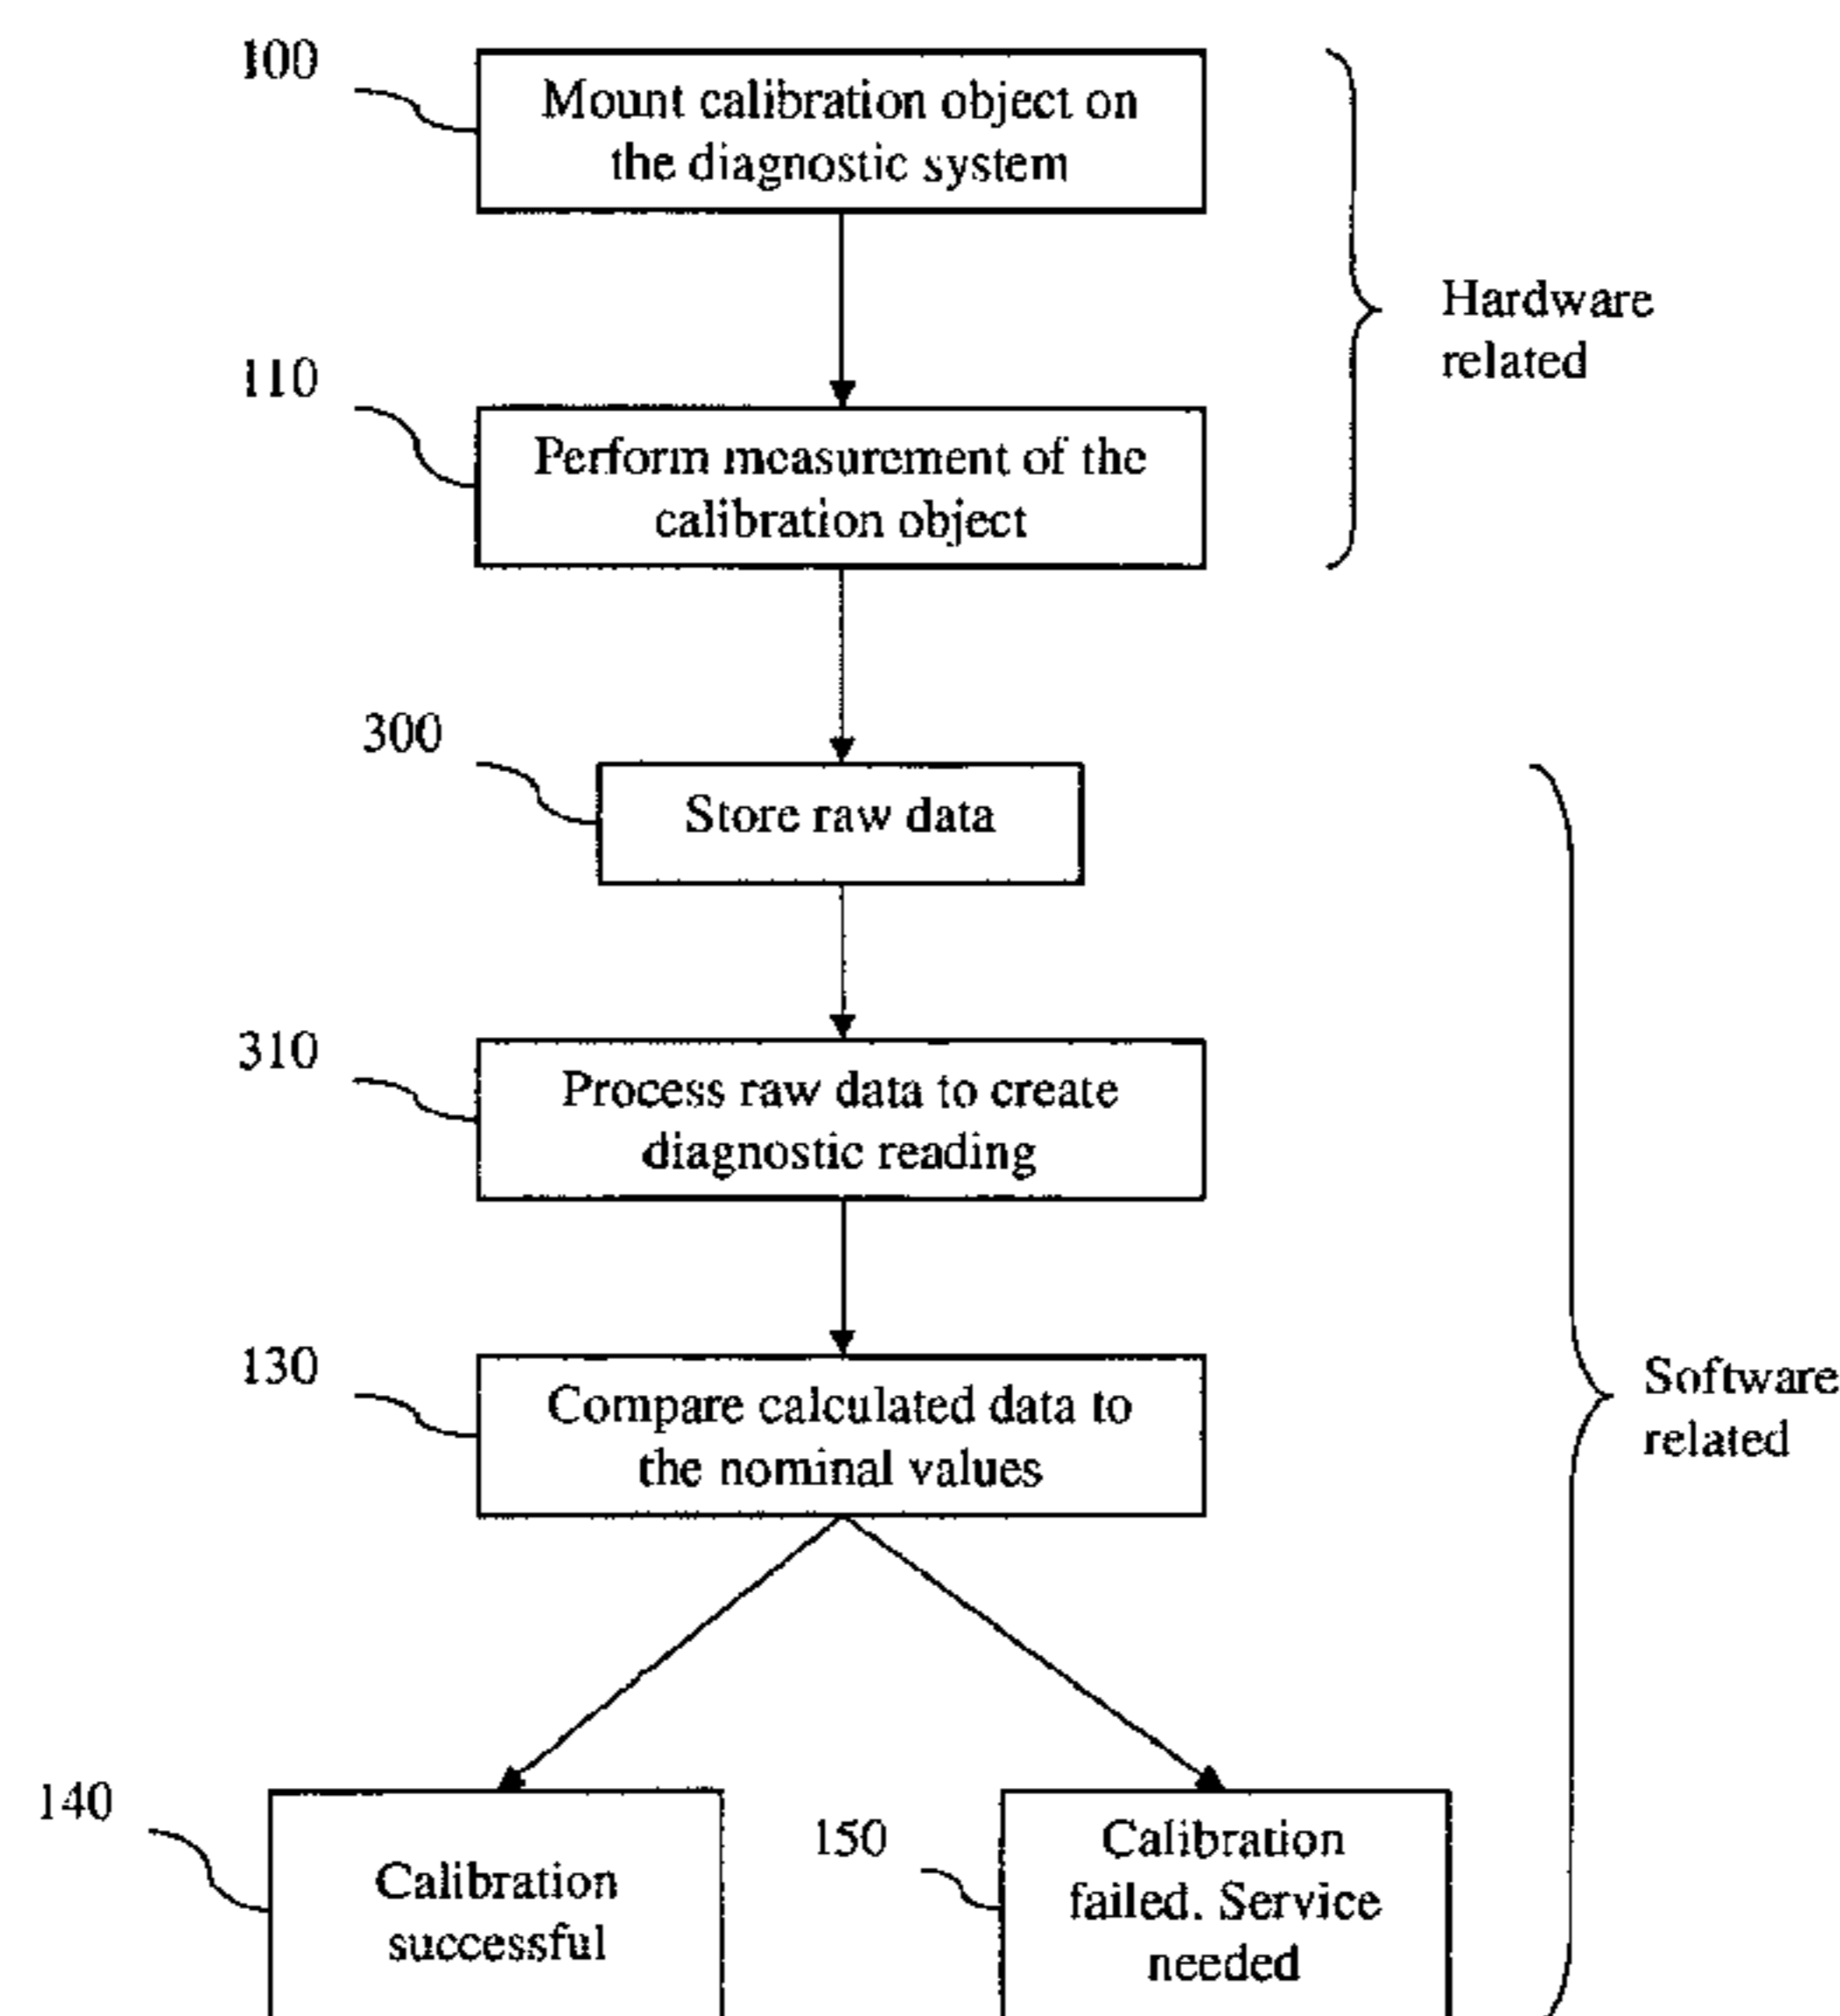 100
Mount calibration object on
the diagnostic system
Hardware
related
110
Perform measurement of the
calibration object
300
Store raw data
310
Process raw data to create
diagnostic reading
130
Compare calculated data to
the nominal values
Software
related
140
Calibration
successful
150
Calibration
failed. Service
needed